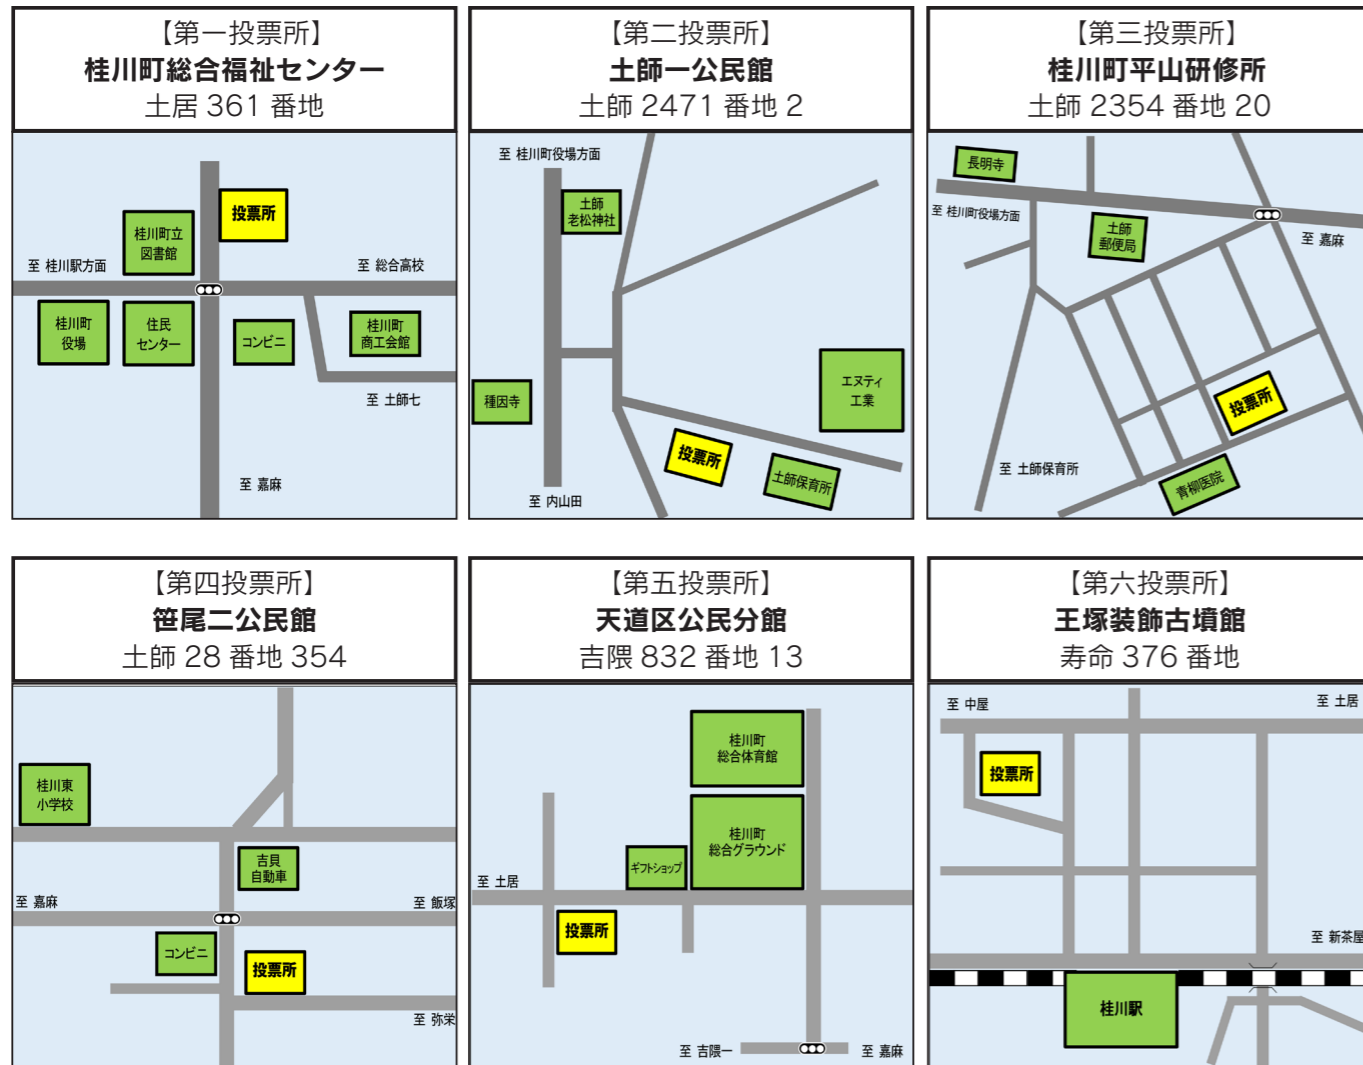 【第一投票所】
桂川町総合福祉センター
土居 361 番地
至 桂川駅方面
桂川町立
図書館
投票所
至 総合高校
桂川町
役場
住民
センター
コンビニ
桂川町
商工会館
至 土師七
至 嘉麻
【第二投票所】
土師一公民館
土師 2471 番地 2
至 桂川町役場方面
土師
老松神社
種因寺
エヌティ
工業
投票所
土師保育所
至 内山田
【第三投票所】
桂川町平山研修所
土師 2354 番地 20
長明寺
至 桂川町役場方面
土師
郵便局
至 嘉麻
投票所
至 土師保育所
青柳医院
【第四投票所】
笹尾二公民館
土師 28 番地 354
桂川東
小学校
吉貝
自動車
至 嘉麻
至 飯塚
コンビニ
投票所
至 弥栄
【第五投票所】
天道区公民分館
吉隈 832 番地 13
桂川町
総合体育館
桂川町
総合グラウンド
ギフトショップ
至 土居
投票所
至 吉隈一
至 嘉麻
【第六投票所】
王塚装飾古墳館
寿命 376 番地
至 中屋
至 土居
投票所
至 新茶屋
桂川駅